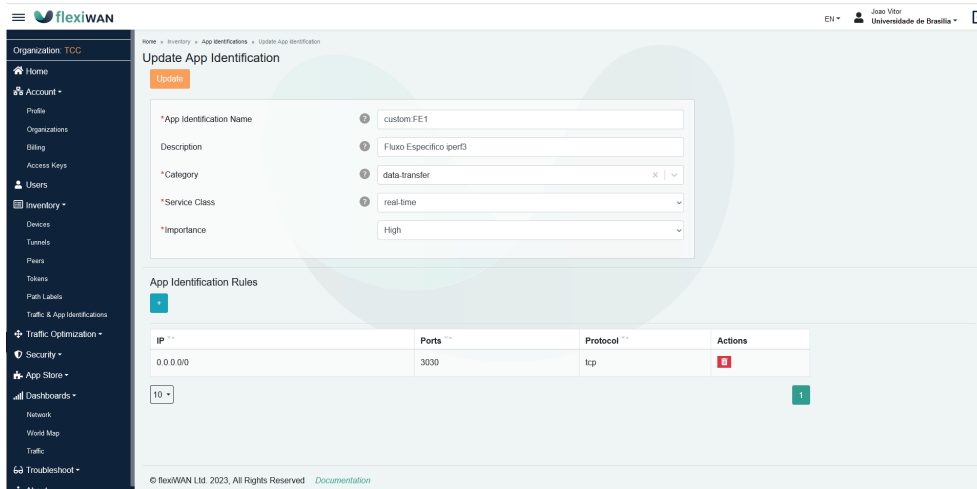 flexiWAN
EN
Joao Vitor
Universidade de Brasilia
Organization: TCC
Home
Account
Profile
Organizations
Billing
Access Keys
Users
Inventory
Devices
Tunnels
Peers
Tokens
Path Labels
Traffic & App Identifications
Traffic Optimization
Security
App Store
Dashboards
Network
World Map
Traffic
Troubleshoot
Home » Inventory » App Identifications » Update App Identification
Update App Identification
Update
*App Identification Name ? custom:FE1
Description ? Fluxo Especifico iperf3
*Category ? data-transfer
*Service Class ? real-time
*Importance High
App Identification Rules
+
IP Ports Protocol Actions
0.0.0.0/0 3030 tcp
10 1
© flexiWAN Ltd. 2023, All Rights Reserved Documentation